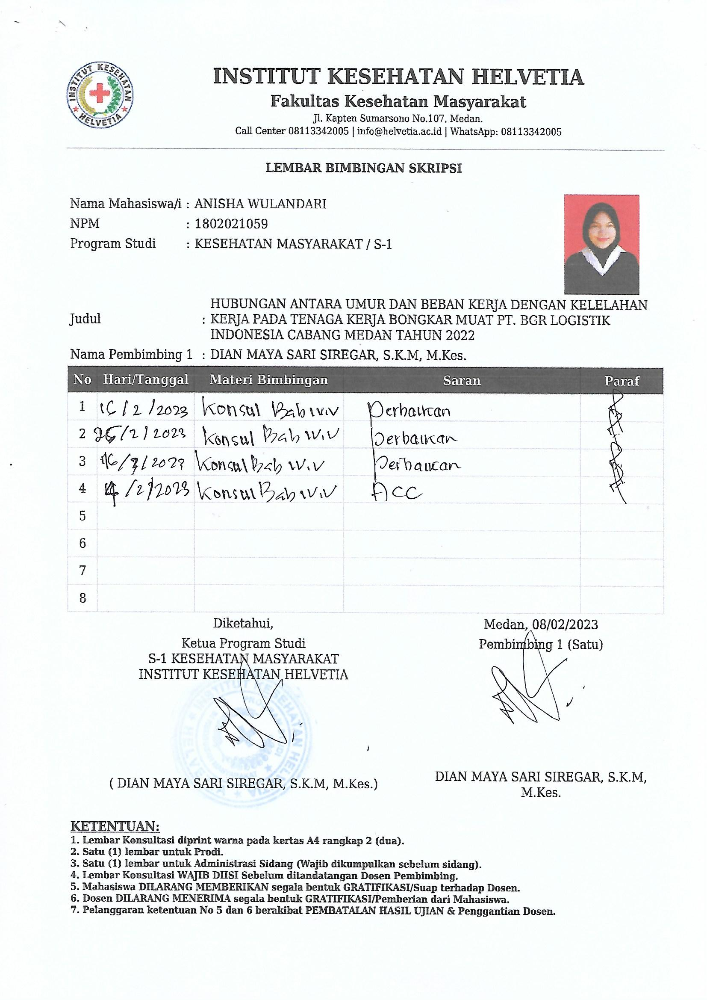 INSTITUT KESEHATAN HELVETIA
INSTITUT KESEHATAN HELVETIA
Fakultas Kesehatan Masyarakat
Jl. Kapten Sumarsono No.107, Medan.
Call Center 08113342005 | info@helvetia.ac.id | WhatsApp: 08113342005
LEMBAR BIMBINGAN SKRIPSI
Nama Mahasiswa/i : ANISHA WULANDARI
NPM : 1802021059
Program Studi : KESEHATAN MASYARAKAT / S-1
HUBUNGAN ANTARA UMUR DAN BEBAN KERJA DENGAN KELELAHAN
Judul : KERJA PADA TENAGA KERJA BONGKAR MUAT PT. BGR LOGISTIK
INDONESIA CABANG MEDAN TAHUN 2022
Nama Pembimbing 1 : DIAN MAYA SARI SIREGAR, S.K.M, M.Kes.
No Hari/Tanggal Materi Bimbingan Saran Paraf
1 /2/2023 Konsul Bab Perbaikan
2 /2/2023 Konsul Bab Perbaikan
3 Konsul Bab Perbaikan
4 /2/2023 Konsul Bab ACC
5
6
7
8
Diketahui,
Ketua Program Studi
S-1 KESEHATAN MASYARAKAT
INSTITUT KESEHATAN HELVETIA
Medan, 08/02/2023
Pembimbing 1 (Satu)
( DIAN MAYA SARI SIREGAR, S.K.M, M.Kes.)
DIAN MAYA SARI SIREGAR, S.K.M,
M.Kes.
KETENTUAN:
1. Lembar Konsultasi diprint warna pada kertas A4 rangkap 2 (dua).
2. Satu (1) lembar untuk Prodi.
3. Satu (1) lembar untuk Administrasi Sidang (Wajib dikumpulkan sebelum sidang).
4. Lembar Konsultasi WAJIB DIISI Sebelum ditandatangan Dosen Pembimbing.
5. Mahasiswa DILARANG MEMBERIKAN segala bentuk GRATIFIKASI/Suap terhadap Dosen.
6. Dosen DILARANG MENERIMA segala bentuk GRATIFIKASI/Pemberian dari Mahasiswa.
7. Pelanggaran ketentuan No 5 dan 6 berakibat PEMBATALAN HASIL UJIAN & Penggantian Dosen.